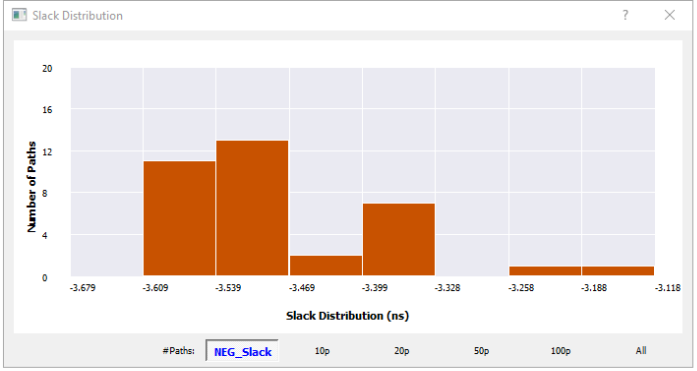 Slack Distribution
?
20
16
12
8
4
0
Number of Paths
-3.679 -3.609 -3.539 -3.469 -3.399 -3.328 -3.258 -3.188 -3.118
Slack Distribution (ns)
#Paths: NEG_Slack 10p 20p 50p 100p All